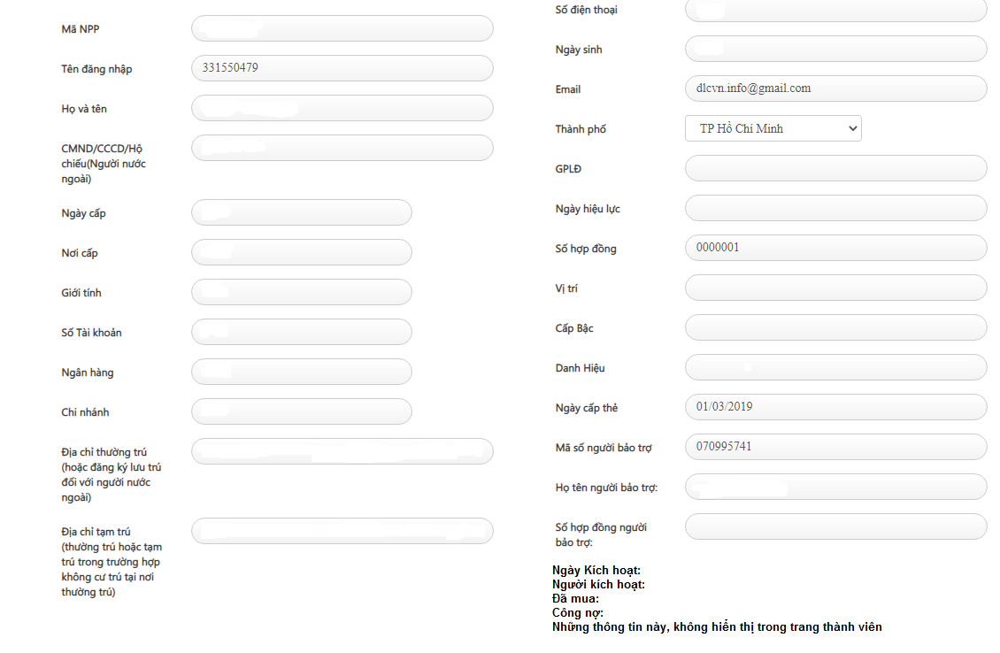 Mã NPP
Tên đăng nhập
331550479
Họ và tên
CMND/CCCD/Hộ
chiếu(Người nước
ngoài)
Ngày cấp
Nơi cấp
Giới tính
Số Tài khoản
Ngân hàng
Chi nhánh
Địa chỉ thường trú
(hoặc đăng ký lưu trú
đối với người nước
ngoài)
Địa chỉ tạm trú
(thường trú hoặc tạm
trú trong trường hợp
không cư trú tại nơi
thường trú)
Số điện thoại
Ngày sinh
Email
dlcvn.info@gmail.com
Thành phố
TP Hồ Chí Minh
GPLĐ
Ngày hiệu lực
Số hợp đồng
0000001
Vị trí
Cấp Bậc
Danh Hiệu
Ngày cấp thẻ
01/03/2019
Mã số người bảo trợ
070995741
Họ tên người bảo trợ:
Số hợp đồng người
bảo trợ:
Ngày Kích hoạt:
Người kích hoạt:
Đã mua:
Công nợ:
Những thông tin này, không hiển thị trong trang thành viên